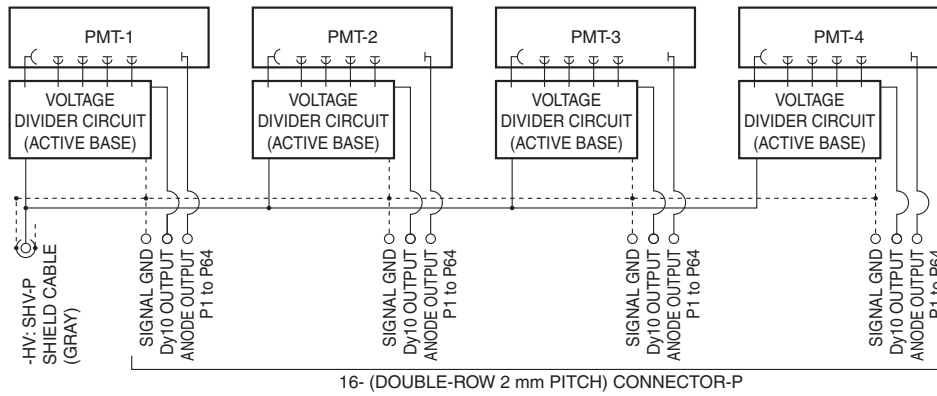 PMT-1
PMT-2
PMT-3
PMT-4
VOLTAGE
DIVIDER CIRCUIT
(ACTIVE BASE)
VOLTAGE
DIVIDER CIRCUIT
(ACTIVE BASE)
VOLTAGE
DIVIDER CIRCUIT
(ACTIVE BASE)
VOLTAGE
DIVIDER CIRCUIT
(ACTIVE BASE)
-HV: SHV-P
SHIELD CABLE
(GRAY)
SIGNAL GND
Dy10 OUTPUT
ANODE OUTPUT
P1 to P64
SIGNAL GND
Dy10 OUTPUT
ANODE OUTPUT
P1 to P64
SIGNAL GND
Dy10 OUTPUT
ANODE OUTPUT
P1 to P64
SIGNAL GND
Dy10 OUTPUT
ANODE OUTPUT
P1 to P64
16- (DOUBLE-ROW 2 mm PITCH) CONNECTOR-P